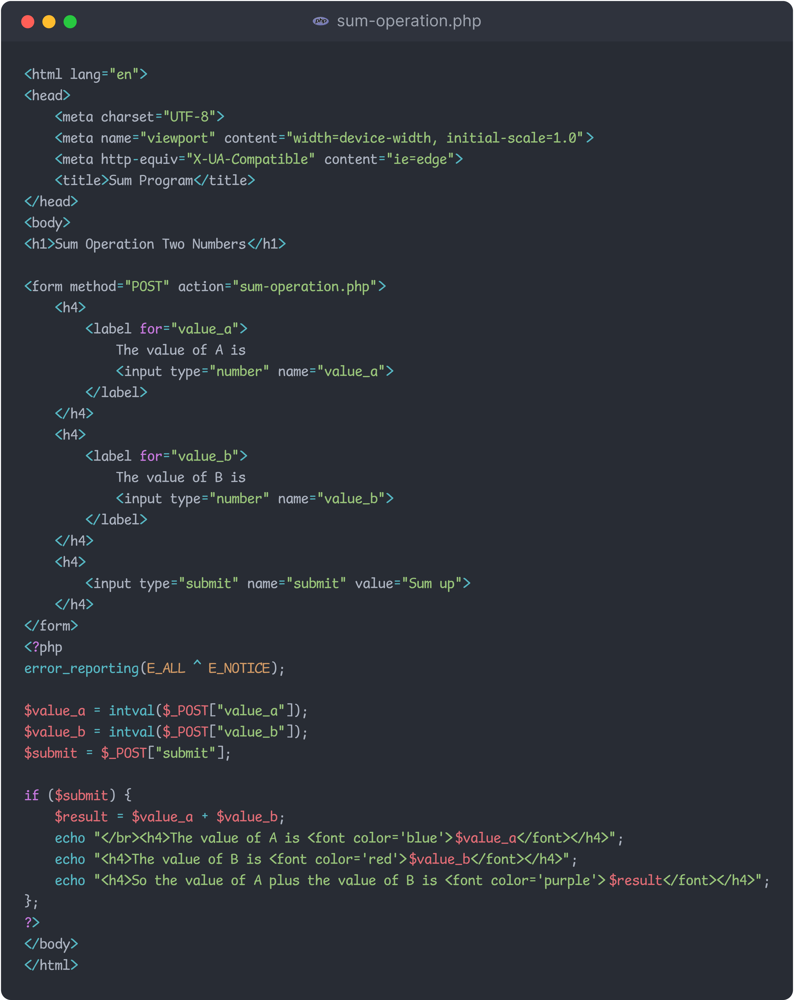 php sum-operation.php
<html lang="en">
<head>
    <meta charset="UTF-8">
    <meta name="viewport" content="width=device-width, initial-scale=1.0">
    <meta http-equiv="X-UA-Compatible" content="ie=edge">
    <title>Sum Program</title>
</head>
<body>
<h1>Sum Operation Two Numbers</h1>

<form method="POST" action="sum-operation.php">
    <h4>
        <label for="value_a">
            The value of A is
            <input type="number" name="value_a">
        </label>
    </h4>
    <h4>
        <label for="value_b">
            The value of B is
            <input type="number" name="value_b">
        </label>
    </h4>
    <h4>
        <input type="submit" name="submit" value="Sum up">
    </h4>
</form>
<?php
error_reporting(E_ALL ^ E_NOTICE);

$value_a = intval($_POST["value_a"]);
$value_b = intval($_POST["value_b"]);
$submit = $_POST["submit"];

if ($submit) {
    $result = $value_a + $value_b;
    echo "</br><h4>The value of A is <font color='blue'>$value_a</font></h4>";
    echo "<h4>The value of B is <font color='red'>$value_b</font></h4>";
    echo "<h4>So the value of A plus the value of B is <font color='purple'>$result</font></h4>";
};
?>
</body>
</html>